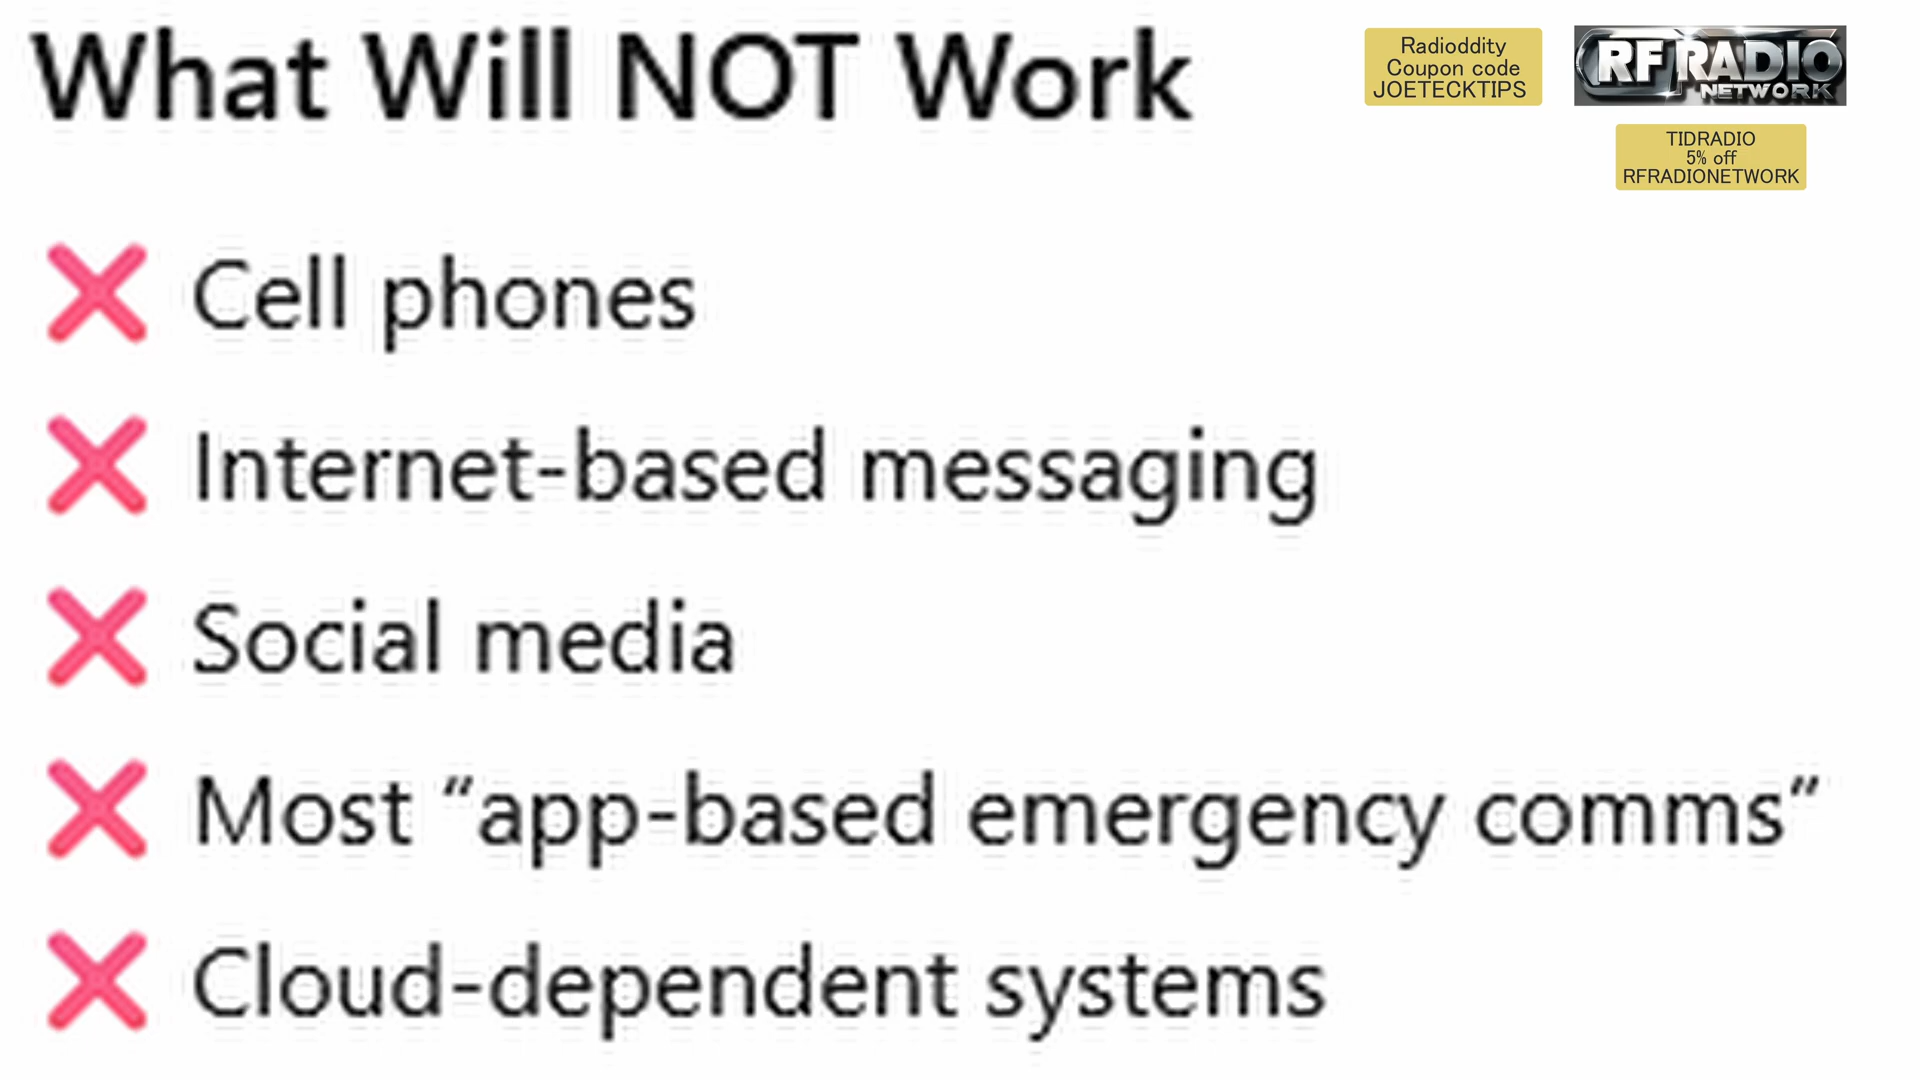 What Will NOT Work
Radioddity
Coupon code
JOETECKTIPS
RF RADIO
NETWORK
TIDRADIO
5% off
RFRADIONETWORK
❌ Cell phones
❌ Internet-based messaging
❌ Social media
❌ Most “app-based emergency comms”
❌ Cloud-dependent systems